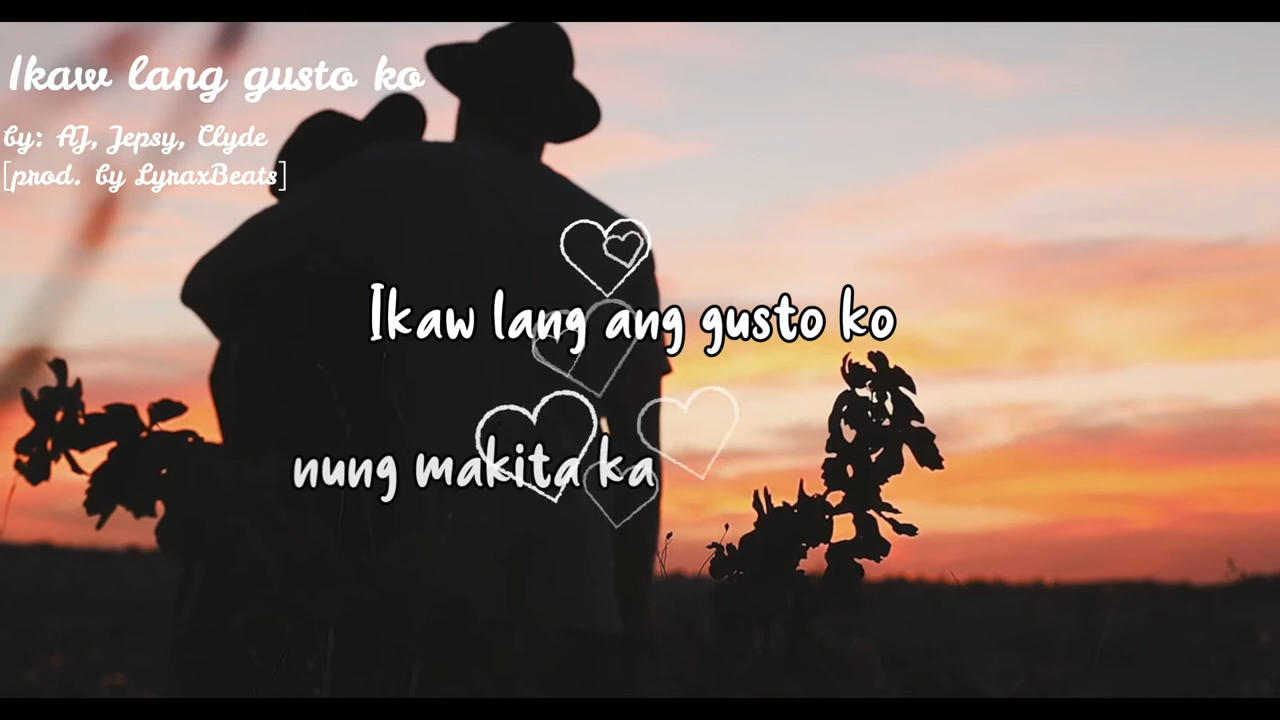 Ikaw lang gusto ko
by: AJ, Jepsy, Clyde
[prod. by LyraxBeats]
Ikaw lang ang gusto ko
nung makita ka